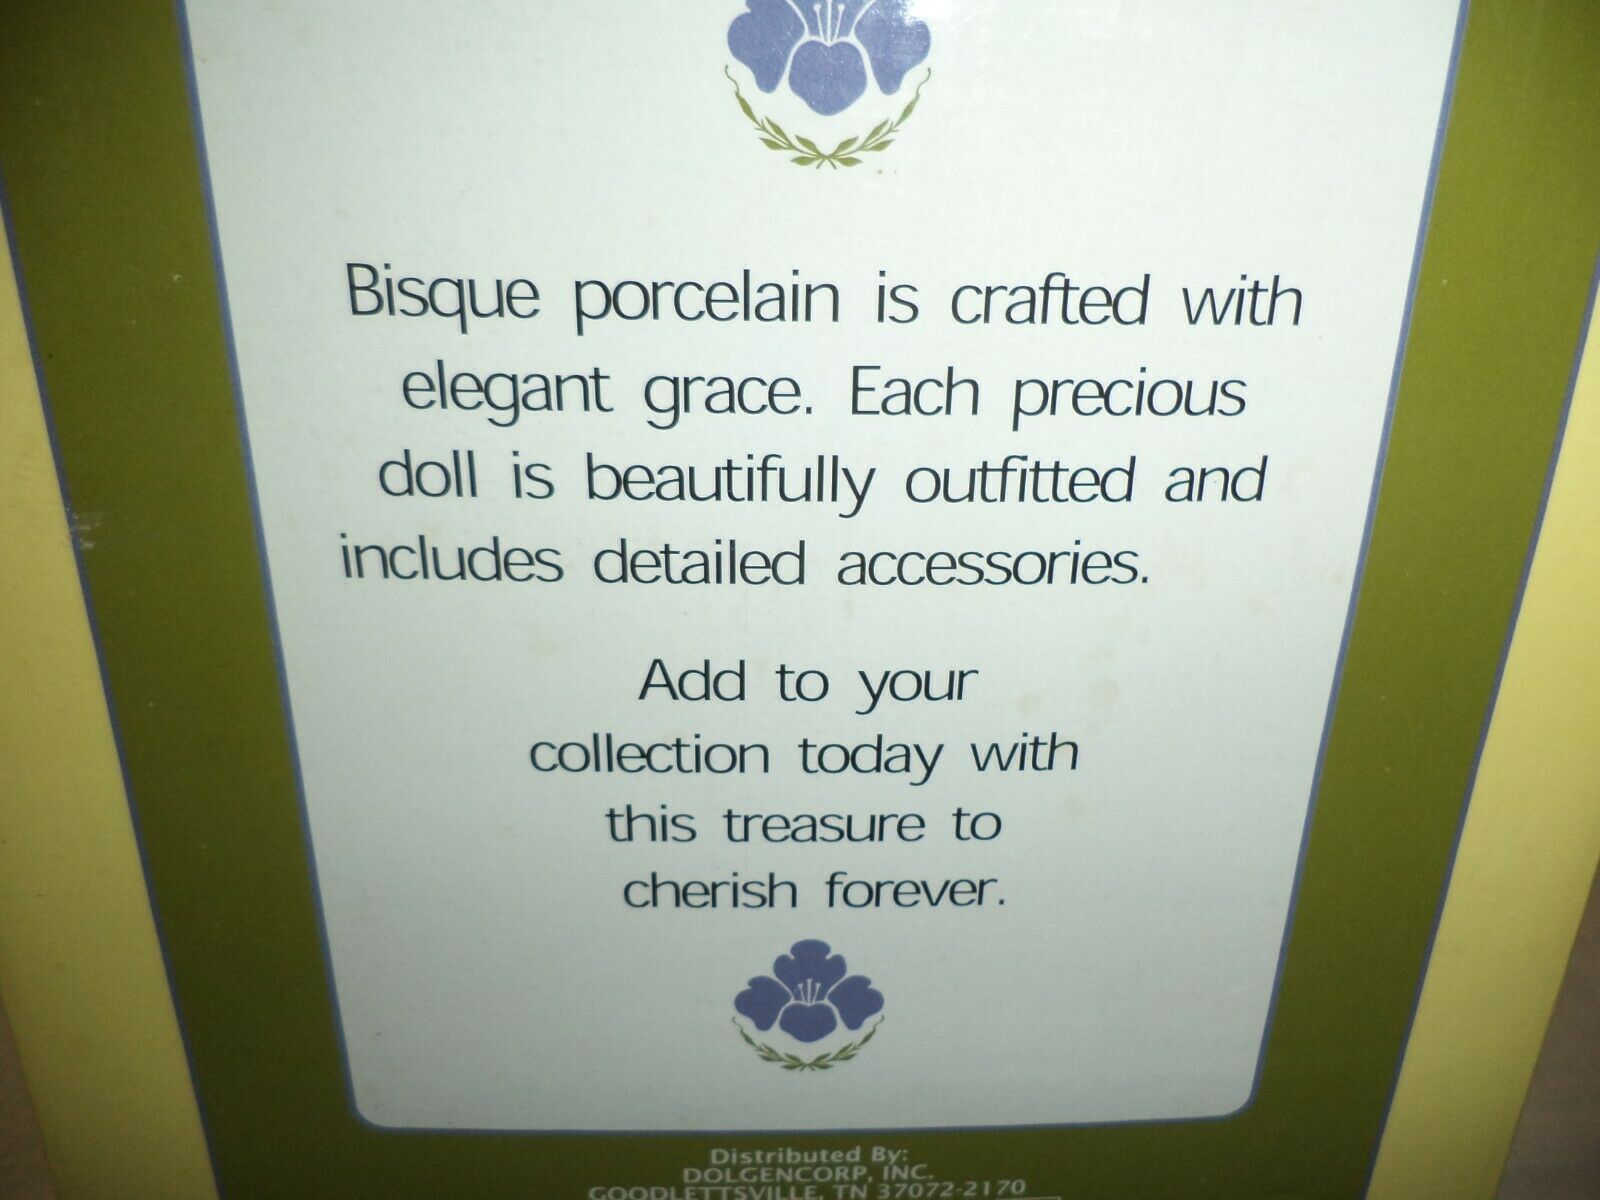 Bisque porcelain is crafted with
elegant grace. Each precious
doll is beautifully outfitted and
includes detailed accessories.
Add to your
collection today with
this treasure to
cherish forever.
Distributed By:
DOLGENCORP, INC.
GOODLETTSVILLE, TN 37072-2170